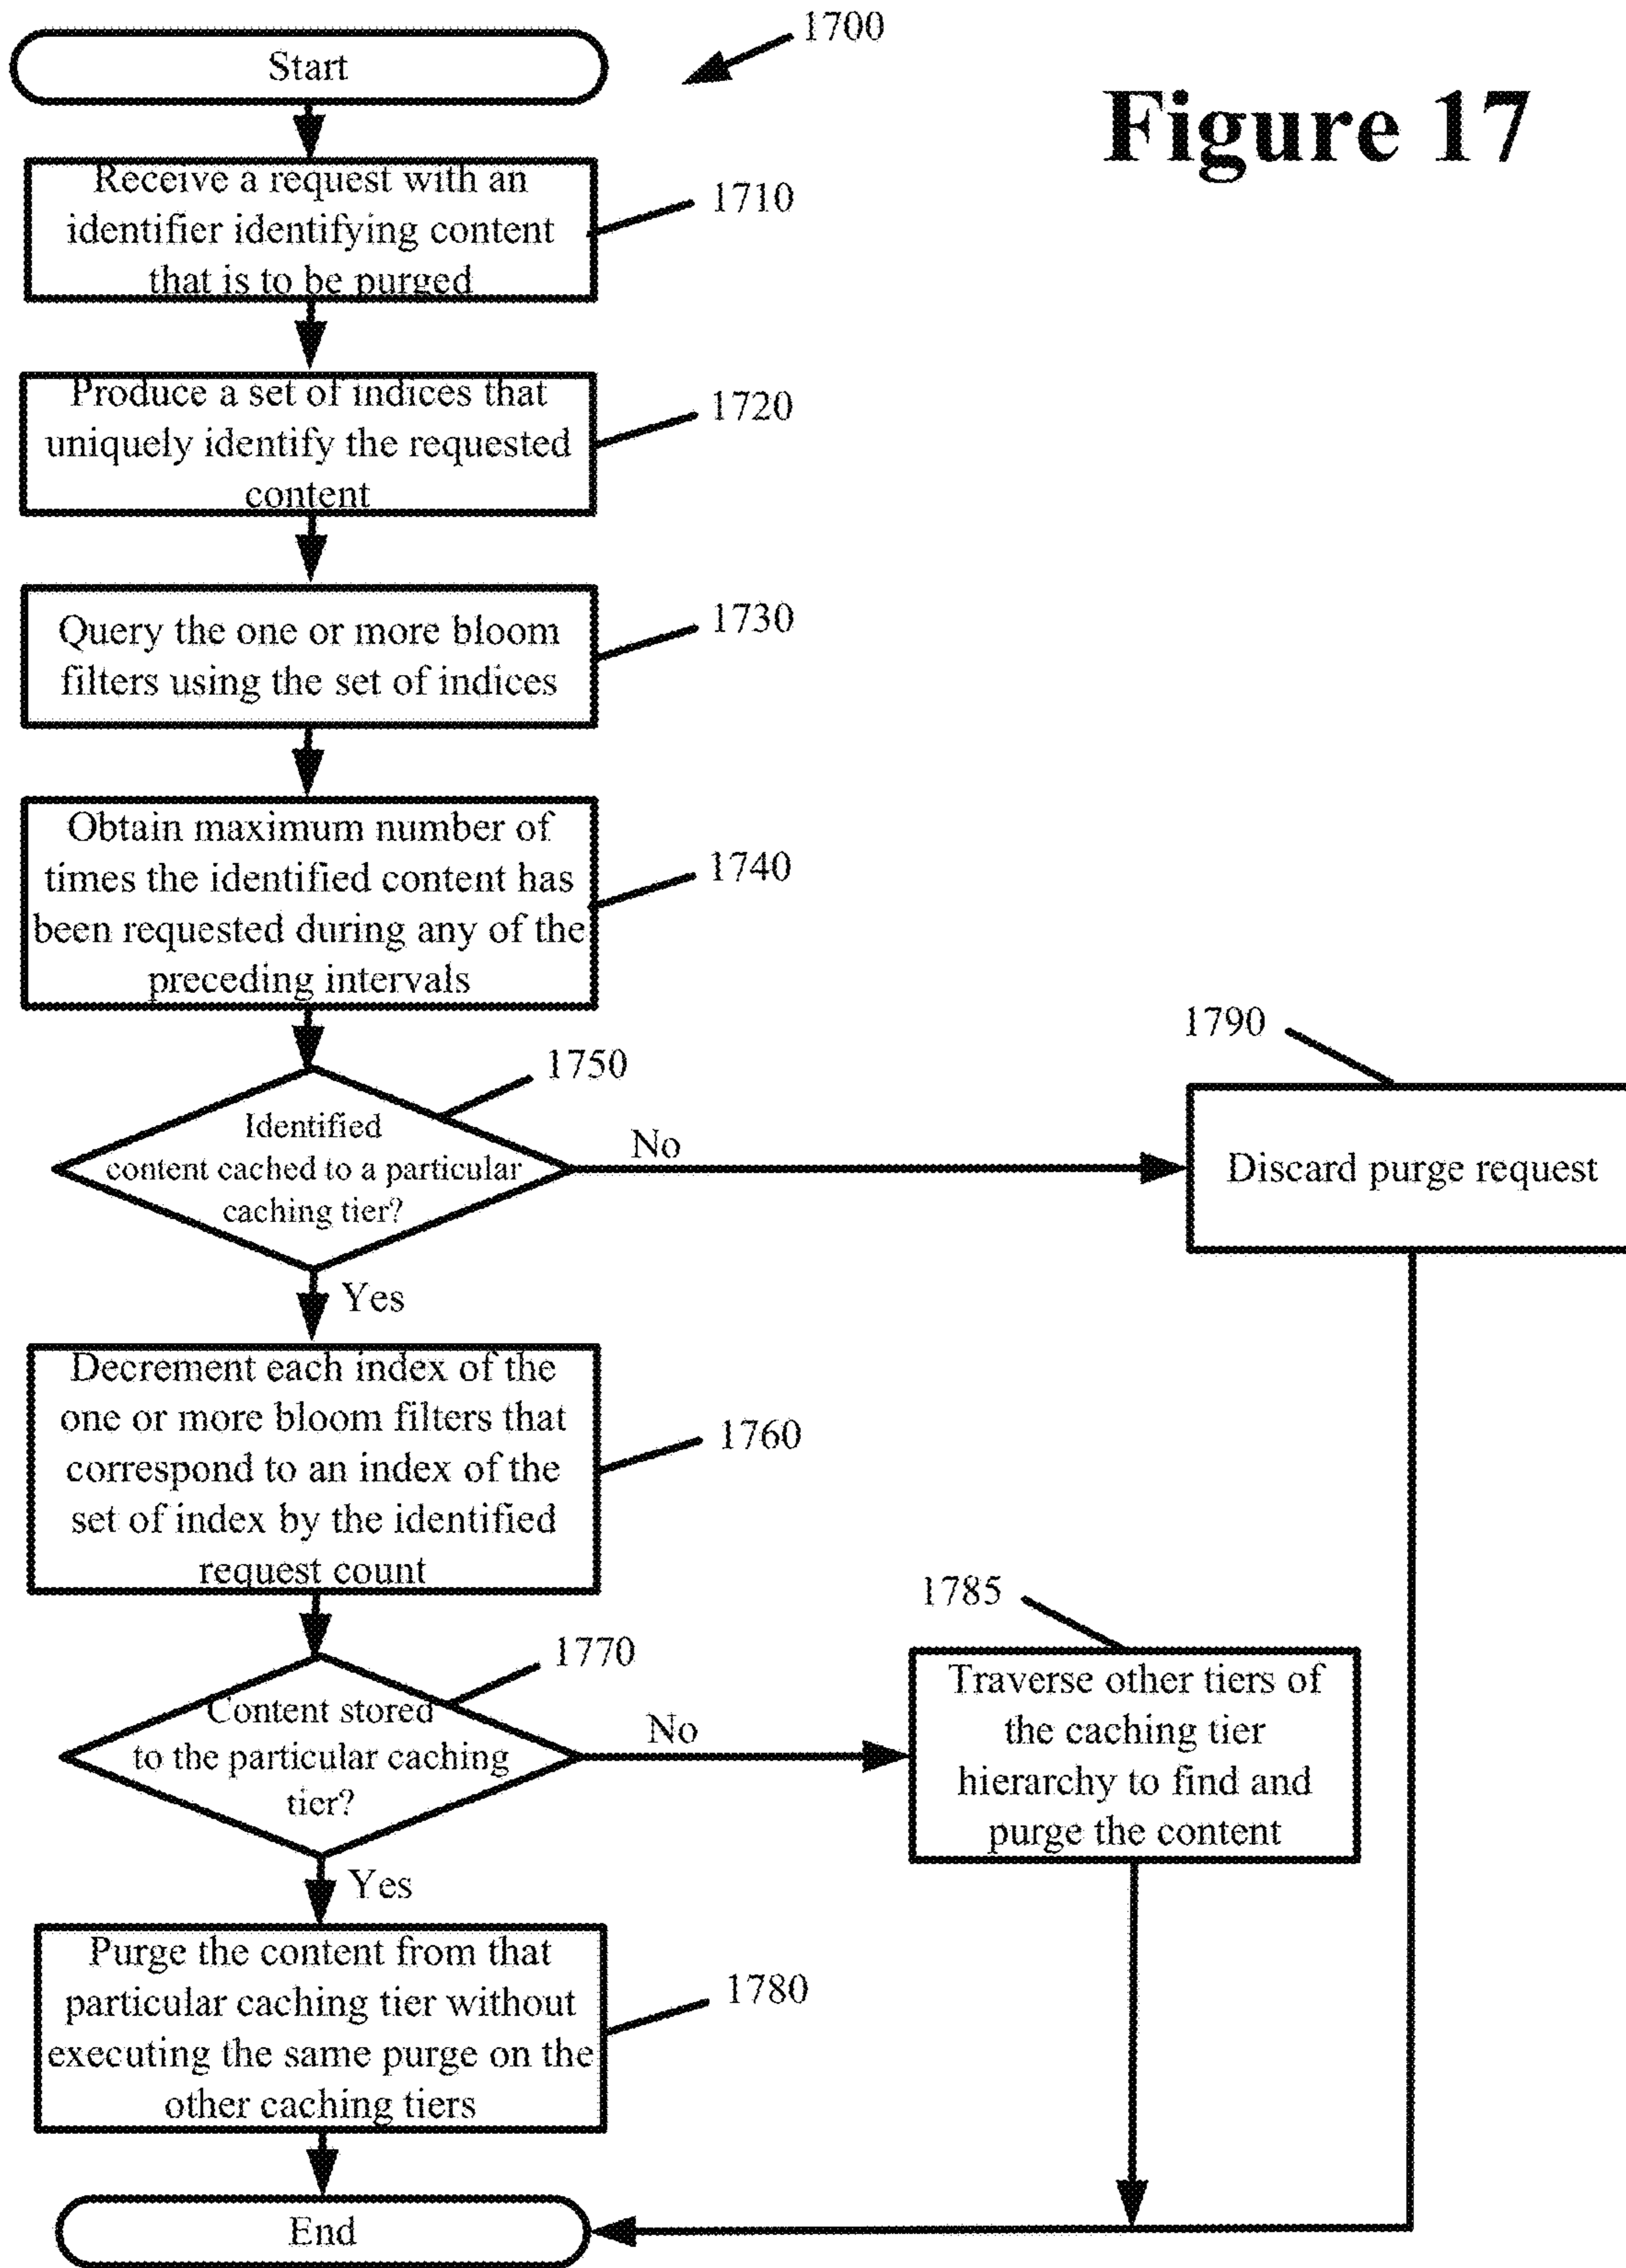 1700
Start
Figure 17
Receive a request with an
identifier identifying content
that is to be purged
1710
Produce a set of indices that
uniquely identify the requested
content
1720
Query the one or more bloom
filters using the set of indices
1730
Obtain maximum number of
times the identified content has
been requested during any of the
preceding intervals
1740
1750
Identified
content cached to a particular
caching tier?
No
1790
Discard purge request
Yes
Decrement each index of the
one or more bloom filters that
correspond to an index of the
set of index by the identified
request count
1760
1770
Content stored
to the particular caching
tier?
No
1785
Traverse other tiers of
the caching tier
hierarchy to find and
purge the content
Yes
Purge the content from that
particular caching tier without
executing the same purge on the
other caching tiers
1780
End